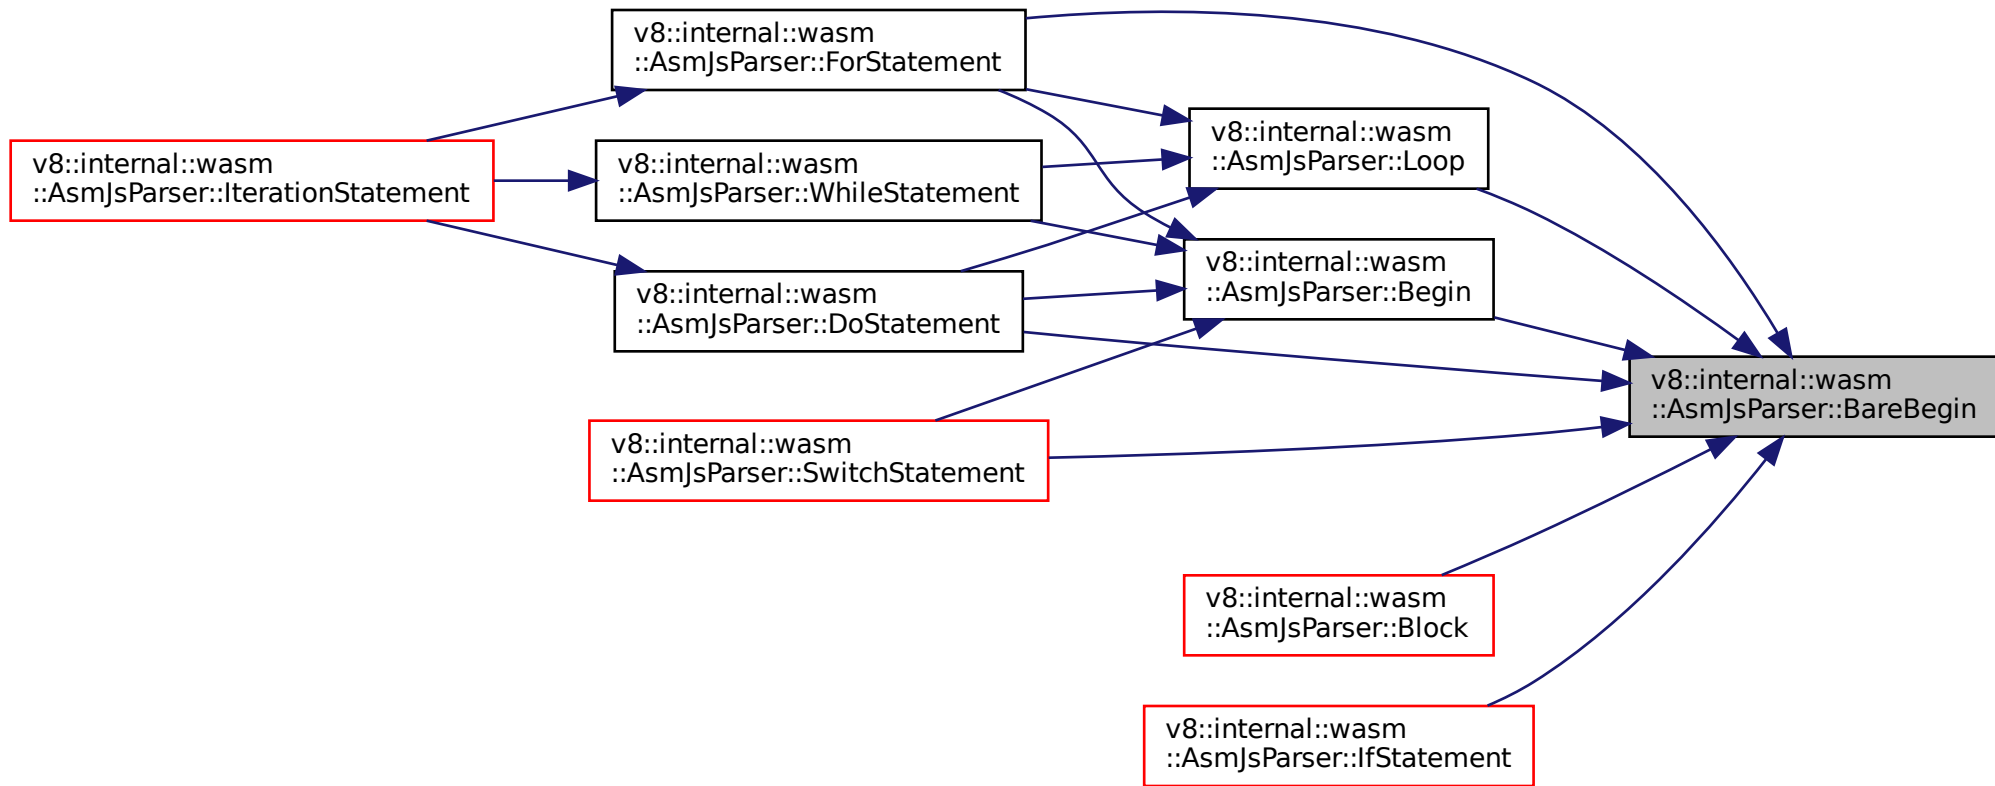 v8::internal::wasm
::AsmJsParser::ForStatement
v8::internal::wasm
::AsmJsParser::Loop
v8::internal::wasm
::AsmJsParser::IterationStatement
v8::internal::wasm
::AsmJsParser::WhileStatement
v8::internal::wasm
::AsmJsParser::Begin
v8::internal::wasm
::AsmJsParser::DoStatement
v8::internal::wasm
::AsmJsParser::BareBegin
v8::internal::wasm
::AsmJsParser::SwitchStatement
v8::internal::wasm
::AsmJsParser::Block
v8::internal::wasm
::AsmJsParser::IfStatement